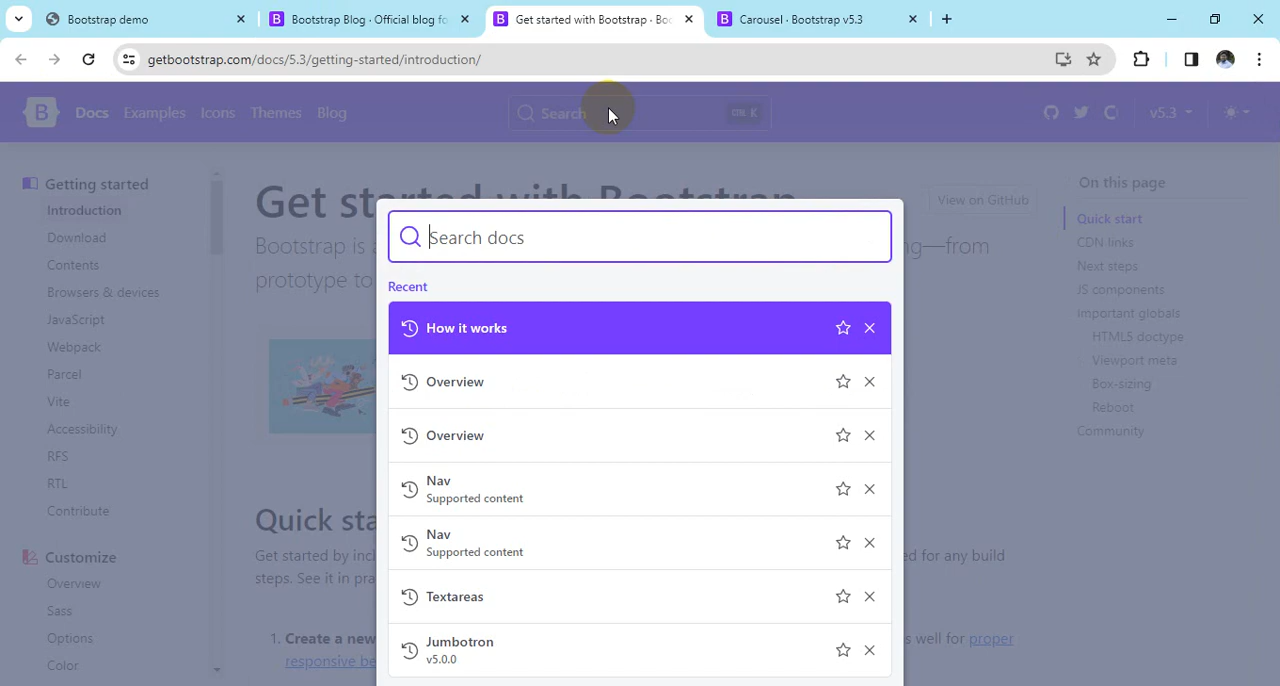 Bootstrap demo
Bootstrap Blog · Official blog fo
Get started with Bootstrap · Boo
Carousel · Bootstrap v5.3
getbootstrap.com/docs/5.3/getting-started/introduction/
B
Docs
Examples
Icons
Themes
Blog
Search
Ctrl K
v5.3
Getting started
Introduction
Download
Contents
Browsers & devices
JavaScript
Webpack
Parcel
Vite
Accessibility
RFS
RTL
Contribute
Customize
Overview
Sass
Options
Color
Get started with Bootstrap
View on GitHub
Bootstrap is a
ng—from
prototype to
Quick sta
Get started by incl
ed for any build
steps. See it in pra
1. Create a new
s well for proper
responsive be
Search docs
Recent
How it works
Overview
Overview
Nav
Supported content
Nav
Supported content
Textareas
Jumbotron
v5.0.0
On this page
Quick start
CDN links
Next steps
JS components
Important globals
HTML5 doctype
Viewport meta
Box-sizing
Reboot
Community